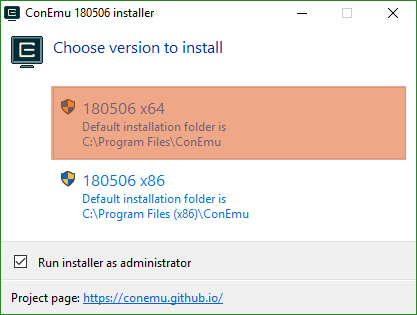 ConEmu 180506 installer
Choose version to install
180506 x64
Default installation folder is
C:\Program Files\ConEmu
180506 x86
Default installation folder is
C:\Program Files (x86)\ConEmu
Run installer as administrator
Project page: https://conemu.github.io/